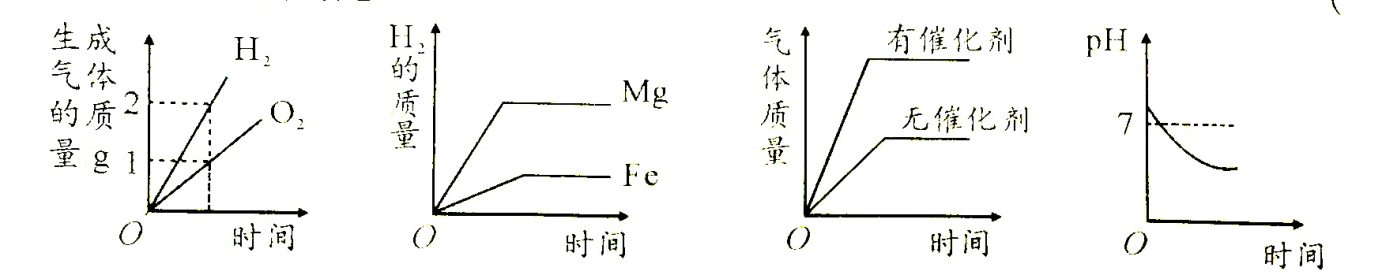 生成气体的质量 g
2
1
H₂
O₂
O
时间
H₂的质量
Mg
Fe
O
时间
气体质量
有催化剂
无催化剂
O
时间
pH
7
O
时间
(